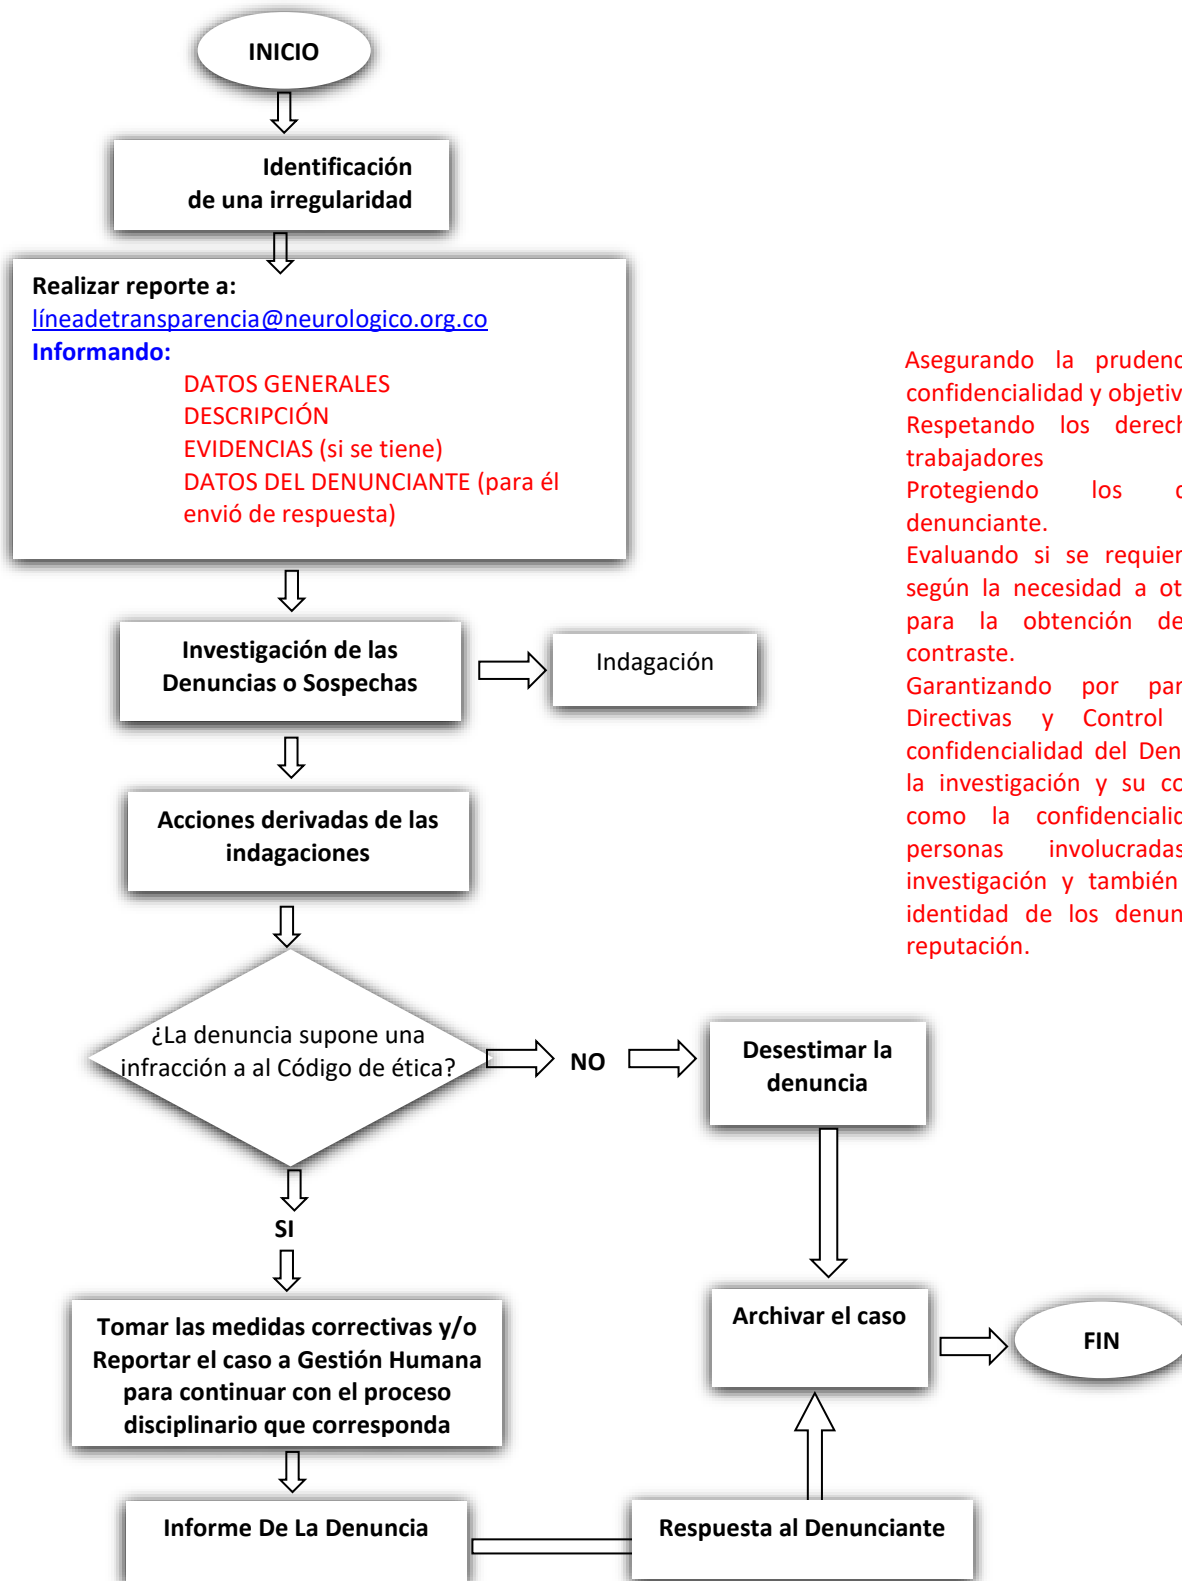 INICIO
Identificación
de una irregularidad
Realizar reporte a:
líneadetransparencia@neurologico.org.co
Informando:
DATOS GENERALES
DESCRIPCIÓN
EVIDENCIAS (si se tiene)
DATOS DEL DENUNCIANTE (para él
envió de respuesta)
Investigación de las
Denuncias o Sospechas
Indagación
Acciones derivadas de las
indagaciones
¿La denuncia supone una
infracción a al Código de ética?
NO
Desestimar la
denuncia
SI
Tomar las medidas correctivas y/o
Reportar el caso a Gestión Humana
para continuar con el proceso
disciplinario que corresponda
Archivar el caso
FIN
Informe De La Denuncia
Respuesta al Denunciante
Asegurando la
confidencialidad y
Respetando los
trabajadores
Protegiendo los
denunciante.
Evaluando si se
según la necesidad a
para la obtención de
contraste.
Garantizando por
Directivas y Control
confidencialidad del
la investigación y su
como la
personas involucradas
investigación y también
identidad de los
reputación.